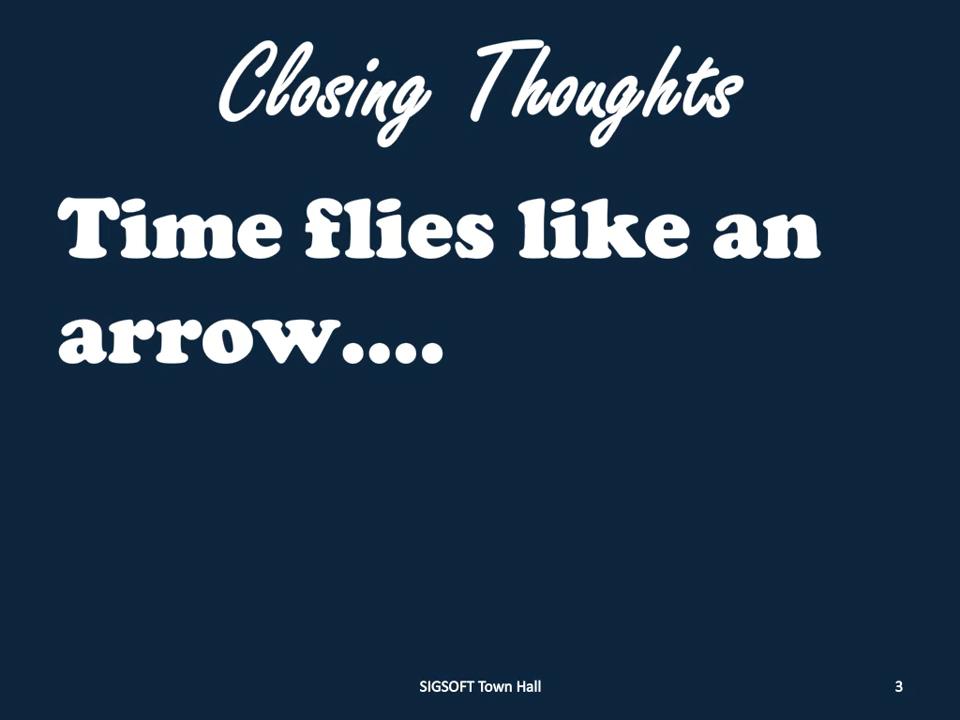 Closing Thoughts
Time flies like an
arrow....
SIGSOFT Town Hall
3